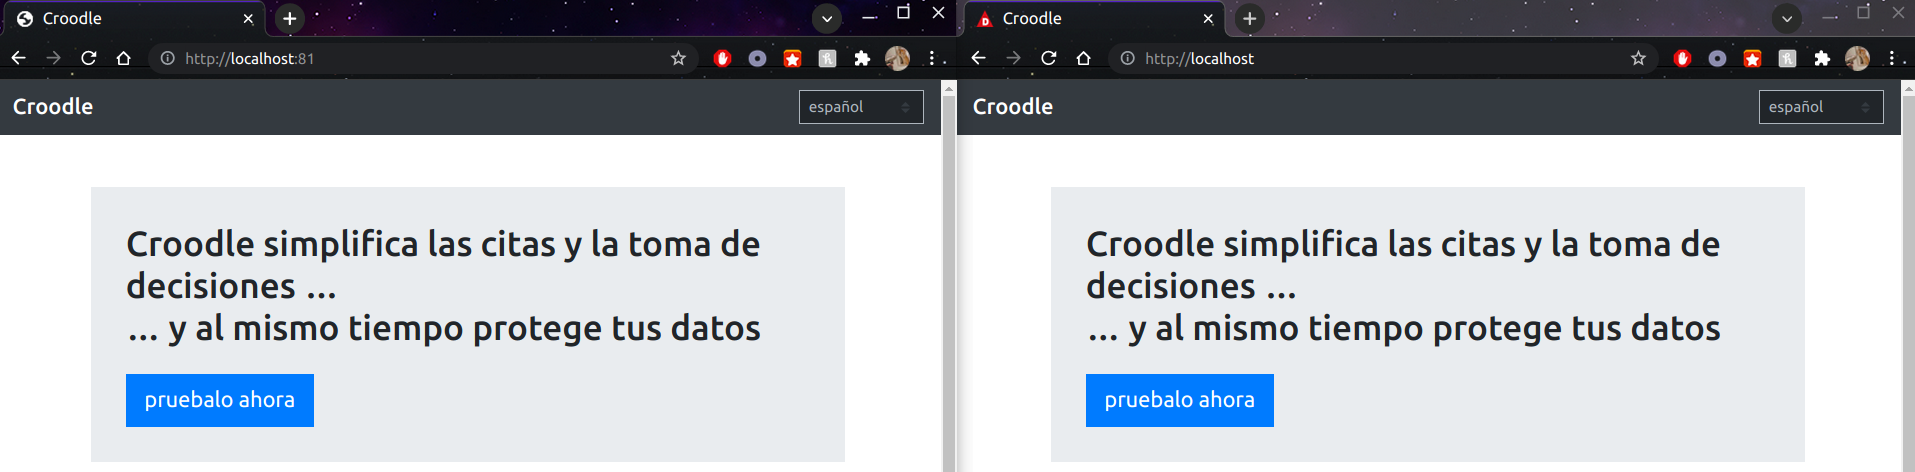 Croodle
http://localhost:81
Croodle
español
Croodle simplifica las citas y la toma de
decisiones ...
... y al mismo tiempo protege tus datos
pruebalo ahora
Croodle
http://localhost
Croodle
español
Croodle simplifica las citas y la toma de
decisiones ...
... y al mismo tiempo protege tus datos
pruebalo ahora